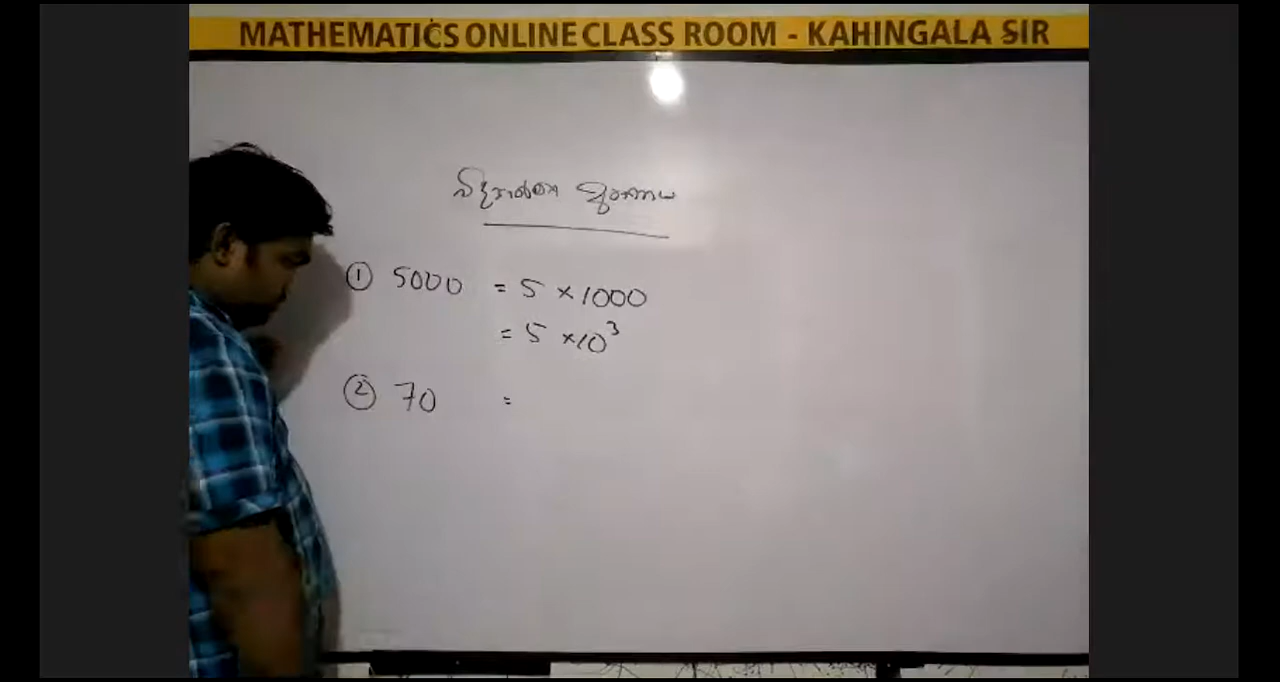 MATHEMATICS ONLINE CLASS ROOM - KAHINGALA SIR
විද්‍යාත්මක අංකනය
① 5000 = 5 × 1000
= 5 × 10³
② 70 =